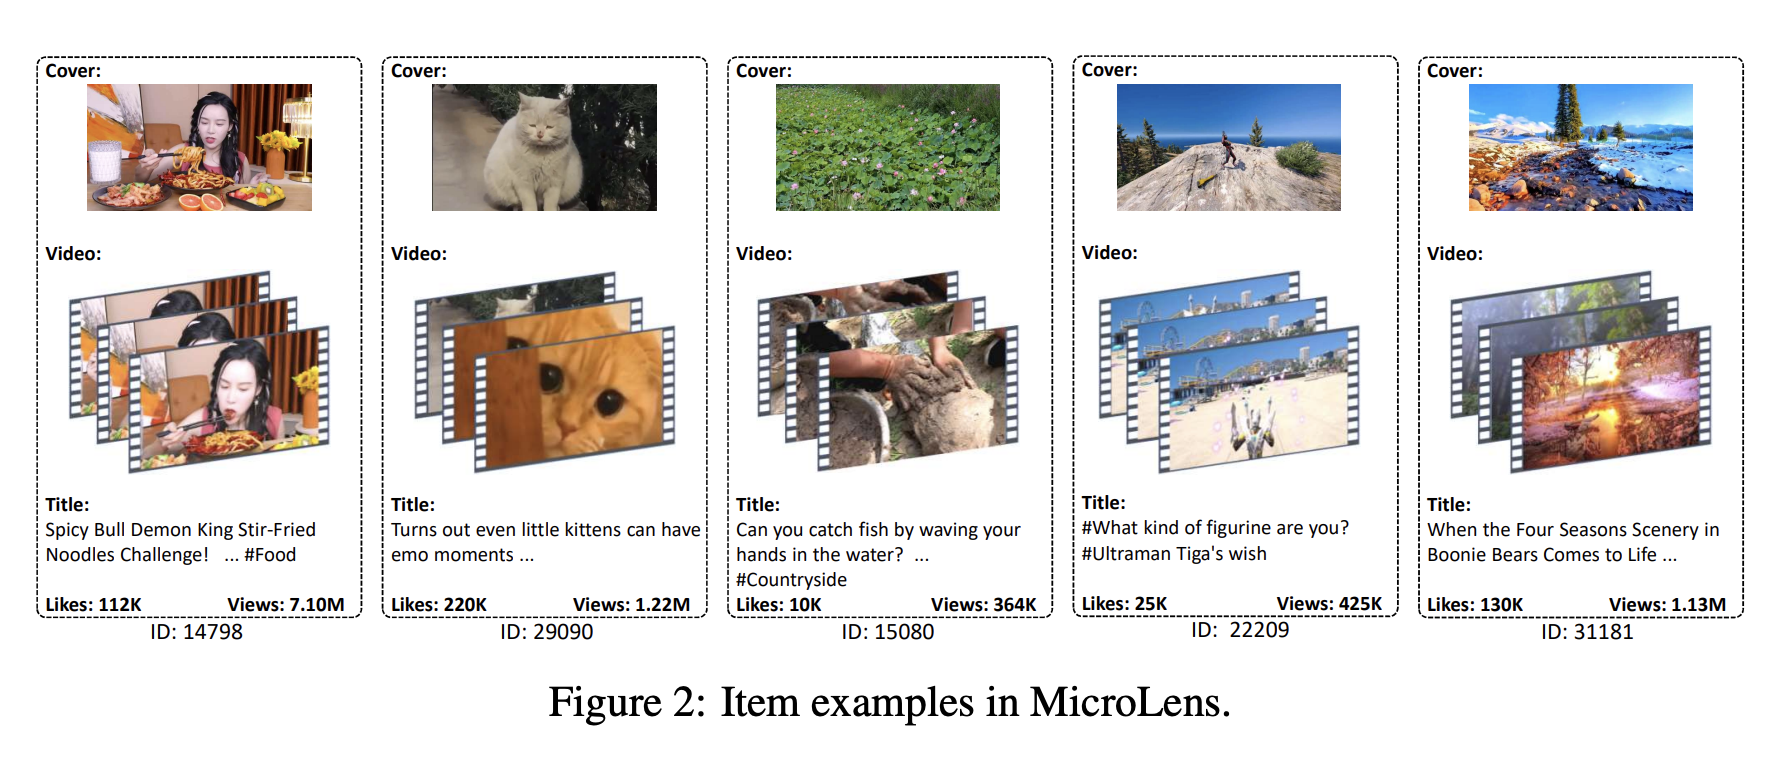 Cover:
Video:
Title:
Spicy Bull Demon King Stir-Fried
Noodles Challenge! ... #Food
Likes: 112K Views: 7.10M
ID: 14798
Cover:
Video:
Title:
Turns out even little kittens can have
emo moments ...
Likes: 220K Views: 1.22M
ID: 29090
Cover:
Video:
Title:
Can you catch fish by waving your
hands in the water? ...
#Countryside
Likes: 10K Views: 364K
ID: 15080
Cover:
Video:
Title:
#What kind of figurine are you?
#Ultraman Tiga's wish
Likes: 25K Views: 425K
ID: 22209
Cover:
Video:
Title:
When the Four Seasons Scenery in
Boonie Bears Comes to Life ...
Likes: 130K Views: 1.13M
ID: 31181
Figure 2: Item examples in MicroLens.